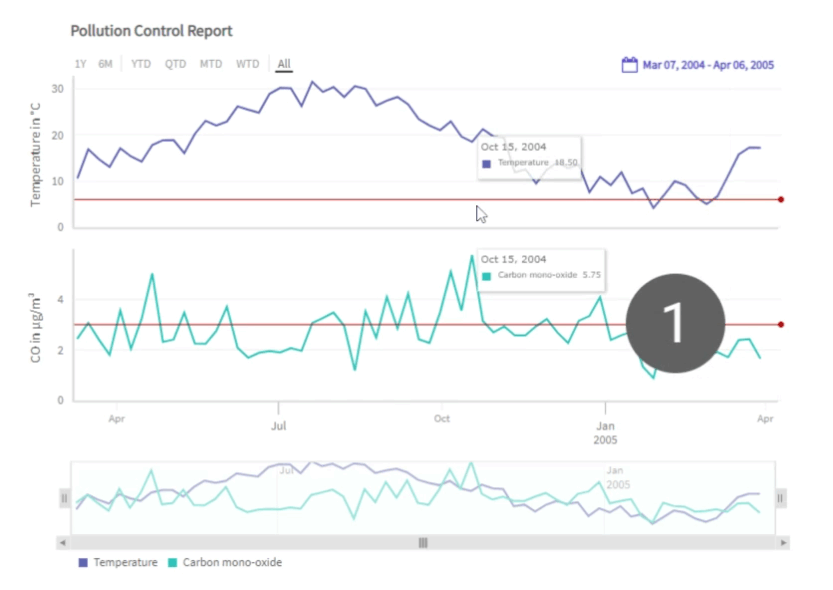 Pollution Control Report
1Y 6M YTD QTD MTD WTD All
Mar 07, 2004 - Apr 06, 2005
Temperature in °C
30
20
10
0
Oct 15, 2004
Temperature 18.50
CO in µg/m³
4
2
0
Oct 15, 2004
Carbon mono-oxide 5.75
1
Apr Jul Oct Jan Apr
2005
Jul Jan
2005
Temperature Carbon mono-oxide